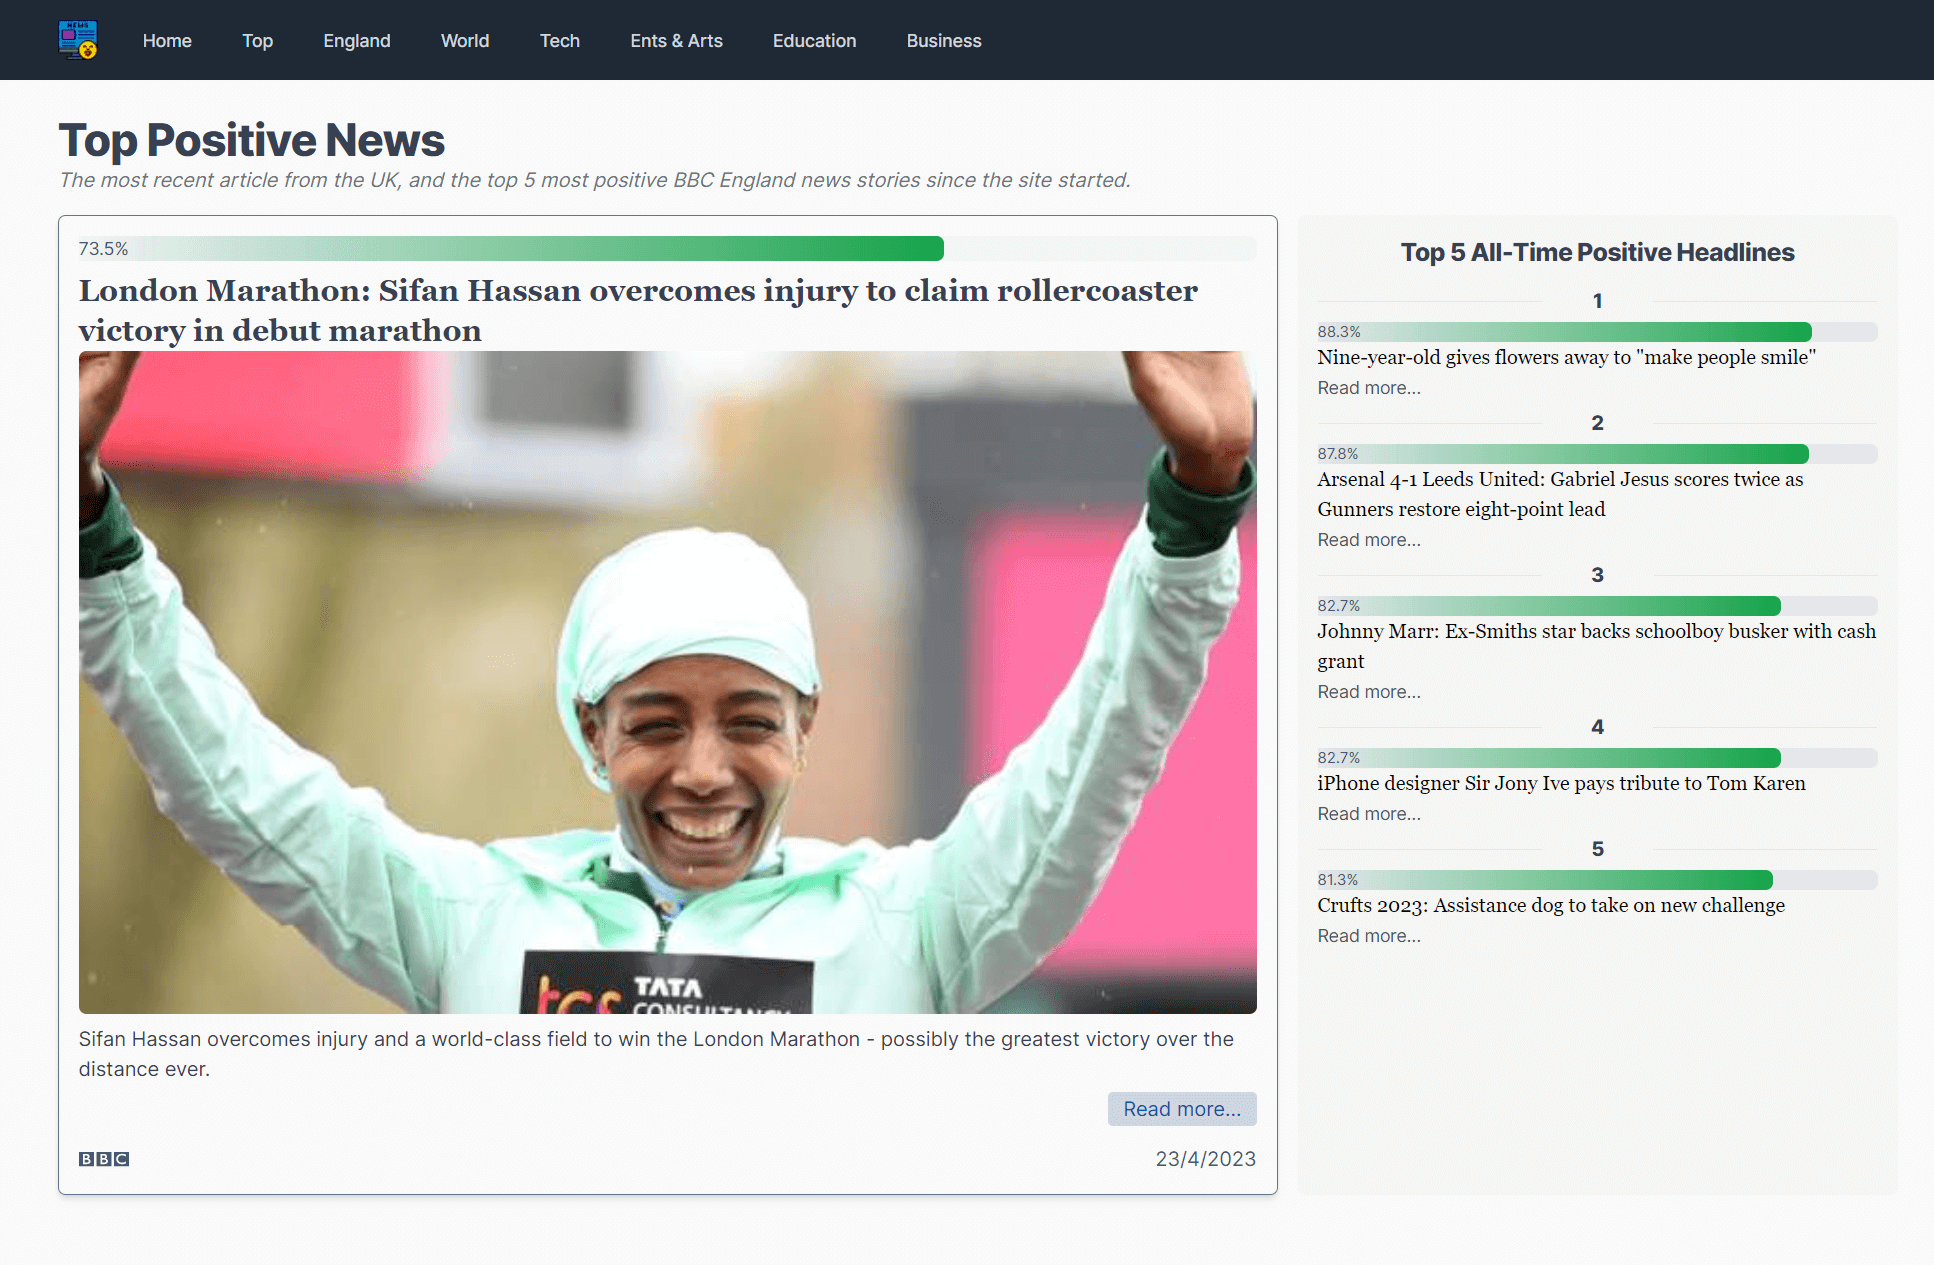 NEWS
Home
Top
England
World
Tech
Ents & Arts
Education
Business
Top Positive News
The most recent article from the UK, and the top 5 most positive BBC England news stories since the site started.
73.5%
London Marathon: Sifan Hassan overcomes injury to claim rollercoaster
victory in debut marathon
tcs
TATA
CONSULTANCY
Sifan Hassan overcomes injury and a world-class field to win the London Marathon - possibly the greatest victory over the
distance ever.
Read more...
BBC
23/4/2023
Top 5 All-Time Positive Headlines
1
88.3%
Nine-year-old gives flowers away to "make people smile"
Read more...
2
87.8%
Arsenal 4-1 Leeds United: Gabriel Jesus scores twice as
Gunners restore eight-point lead
Read more...
3
82.7%
Johnny Marr: Ex-Smiths star backs schoolboy busker with cash
grant
Read more...
4
82.7%
iPhone designer Sir Jony Ive pays tribute to Tom Karen
Read more...
5
81.3%
Crufts 2023: Assistance dog to take on new challenge
Read more...